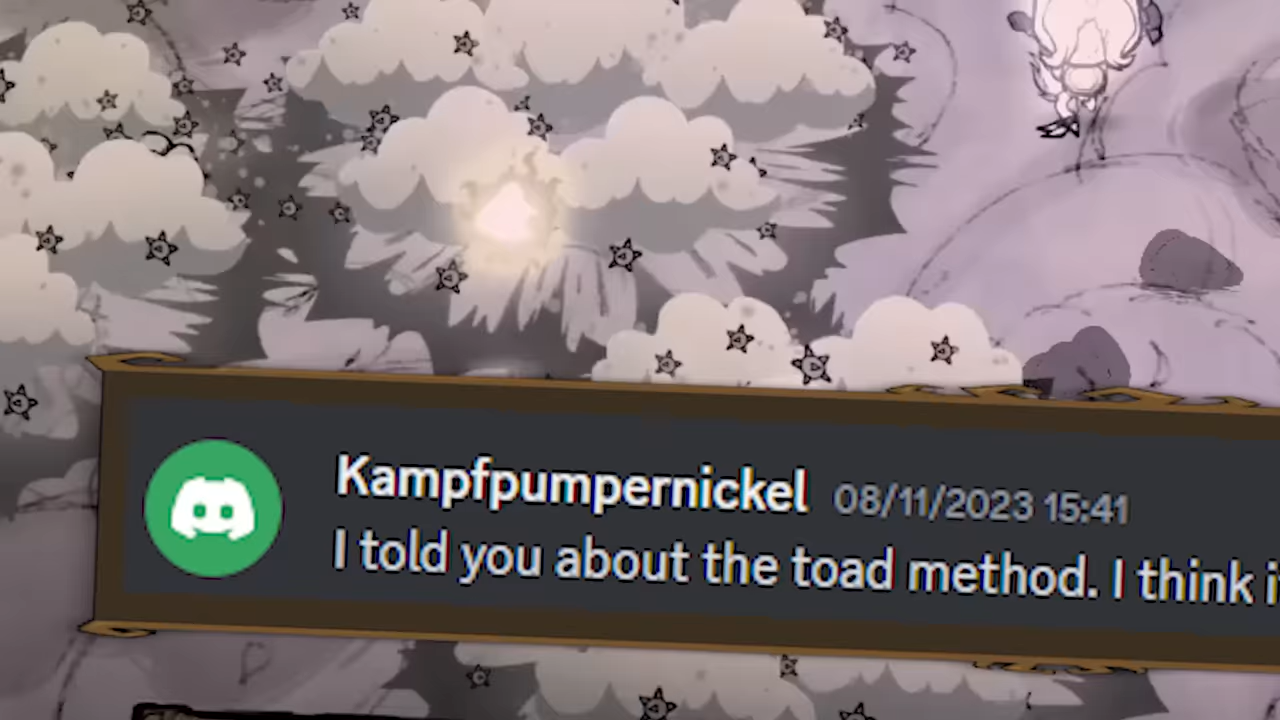 Kampfpumpernickel 08/11/2023 15:41
I told you about the toad method. I think